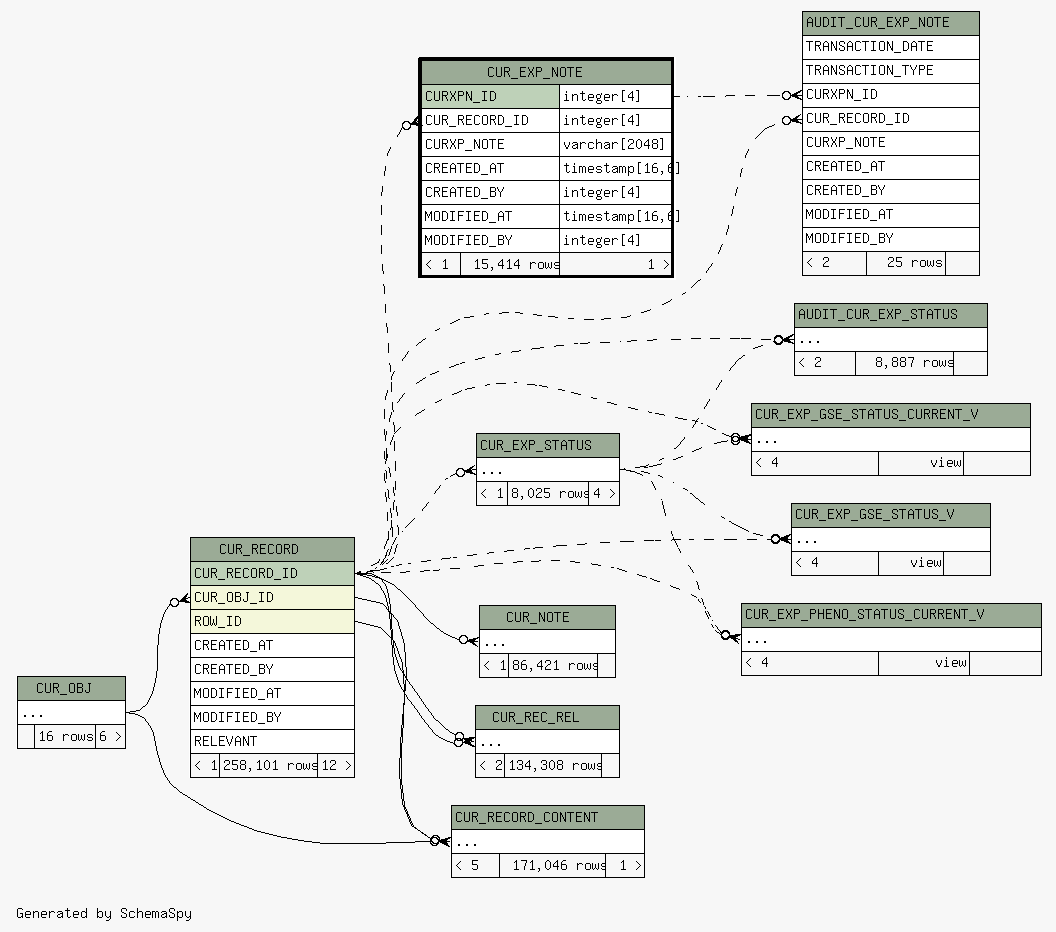 AUDIT_CUR_EXP_NOTE
TRANSACTION_DATE
TRANSACTION_TYPE
CURXPN_ID
CUR_RECORD_ID
CURXP_NOTE
CREATED_AT
CREATED_BY
MODIFIED_AT
MODIFIED_BY
< 2 25 rows
CUR_EXP_NOTE
CURXPN_ID integer[4]
CUR_RECORD_ID integer[4]
CURXP_NOTE varchar[2048]
CREATED_AT timestamp[16,6]
CREATED_BY integer[4]
MODIFIED_AT timestamp[16,6]
MODIFIED_BY integer[4]
< 1 15,414 rows 1 >
AUDIT_CUR_EXP_STATUS
...
< 2 8,887 rows
CUR_EXP_GSE_STATUS_CURRENT_V
...
< 4 view
CUR_EXP_STATUS
...
< 1 8,025 rows 4 >
CUR_EXP_GSE_STATUS_V
...
< 4 view
CUR_RECORD
CUR_RECORD_ID
CUR_OBJ_ID
ROW_ID
CREATED_AT
CREATED_BY
MODIFIED_AT
MODIFIED_BY
RELEVANT
< 1 258,101 rows 12 >
CUR_NOTE
...
< 1 86,421 rows
CUR_EXP_PHENO_STATUS_CURRENT_V
...
< 4 view
CUR_OBJ
...
16 rows 6 >
CUR_REC_REL
...
< 2 134,308 rows
CUR_RECORD_CONTENT
...
< 5 171,046 rows 1 >
Generated by SchemaSpy